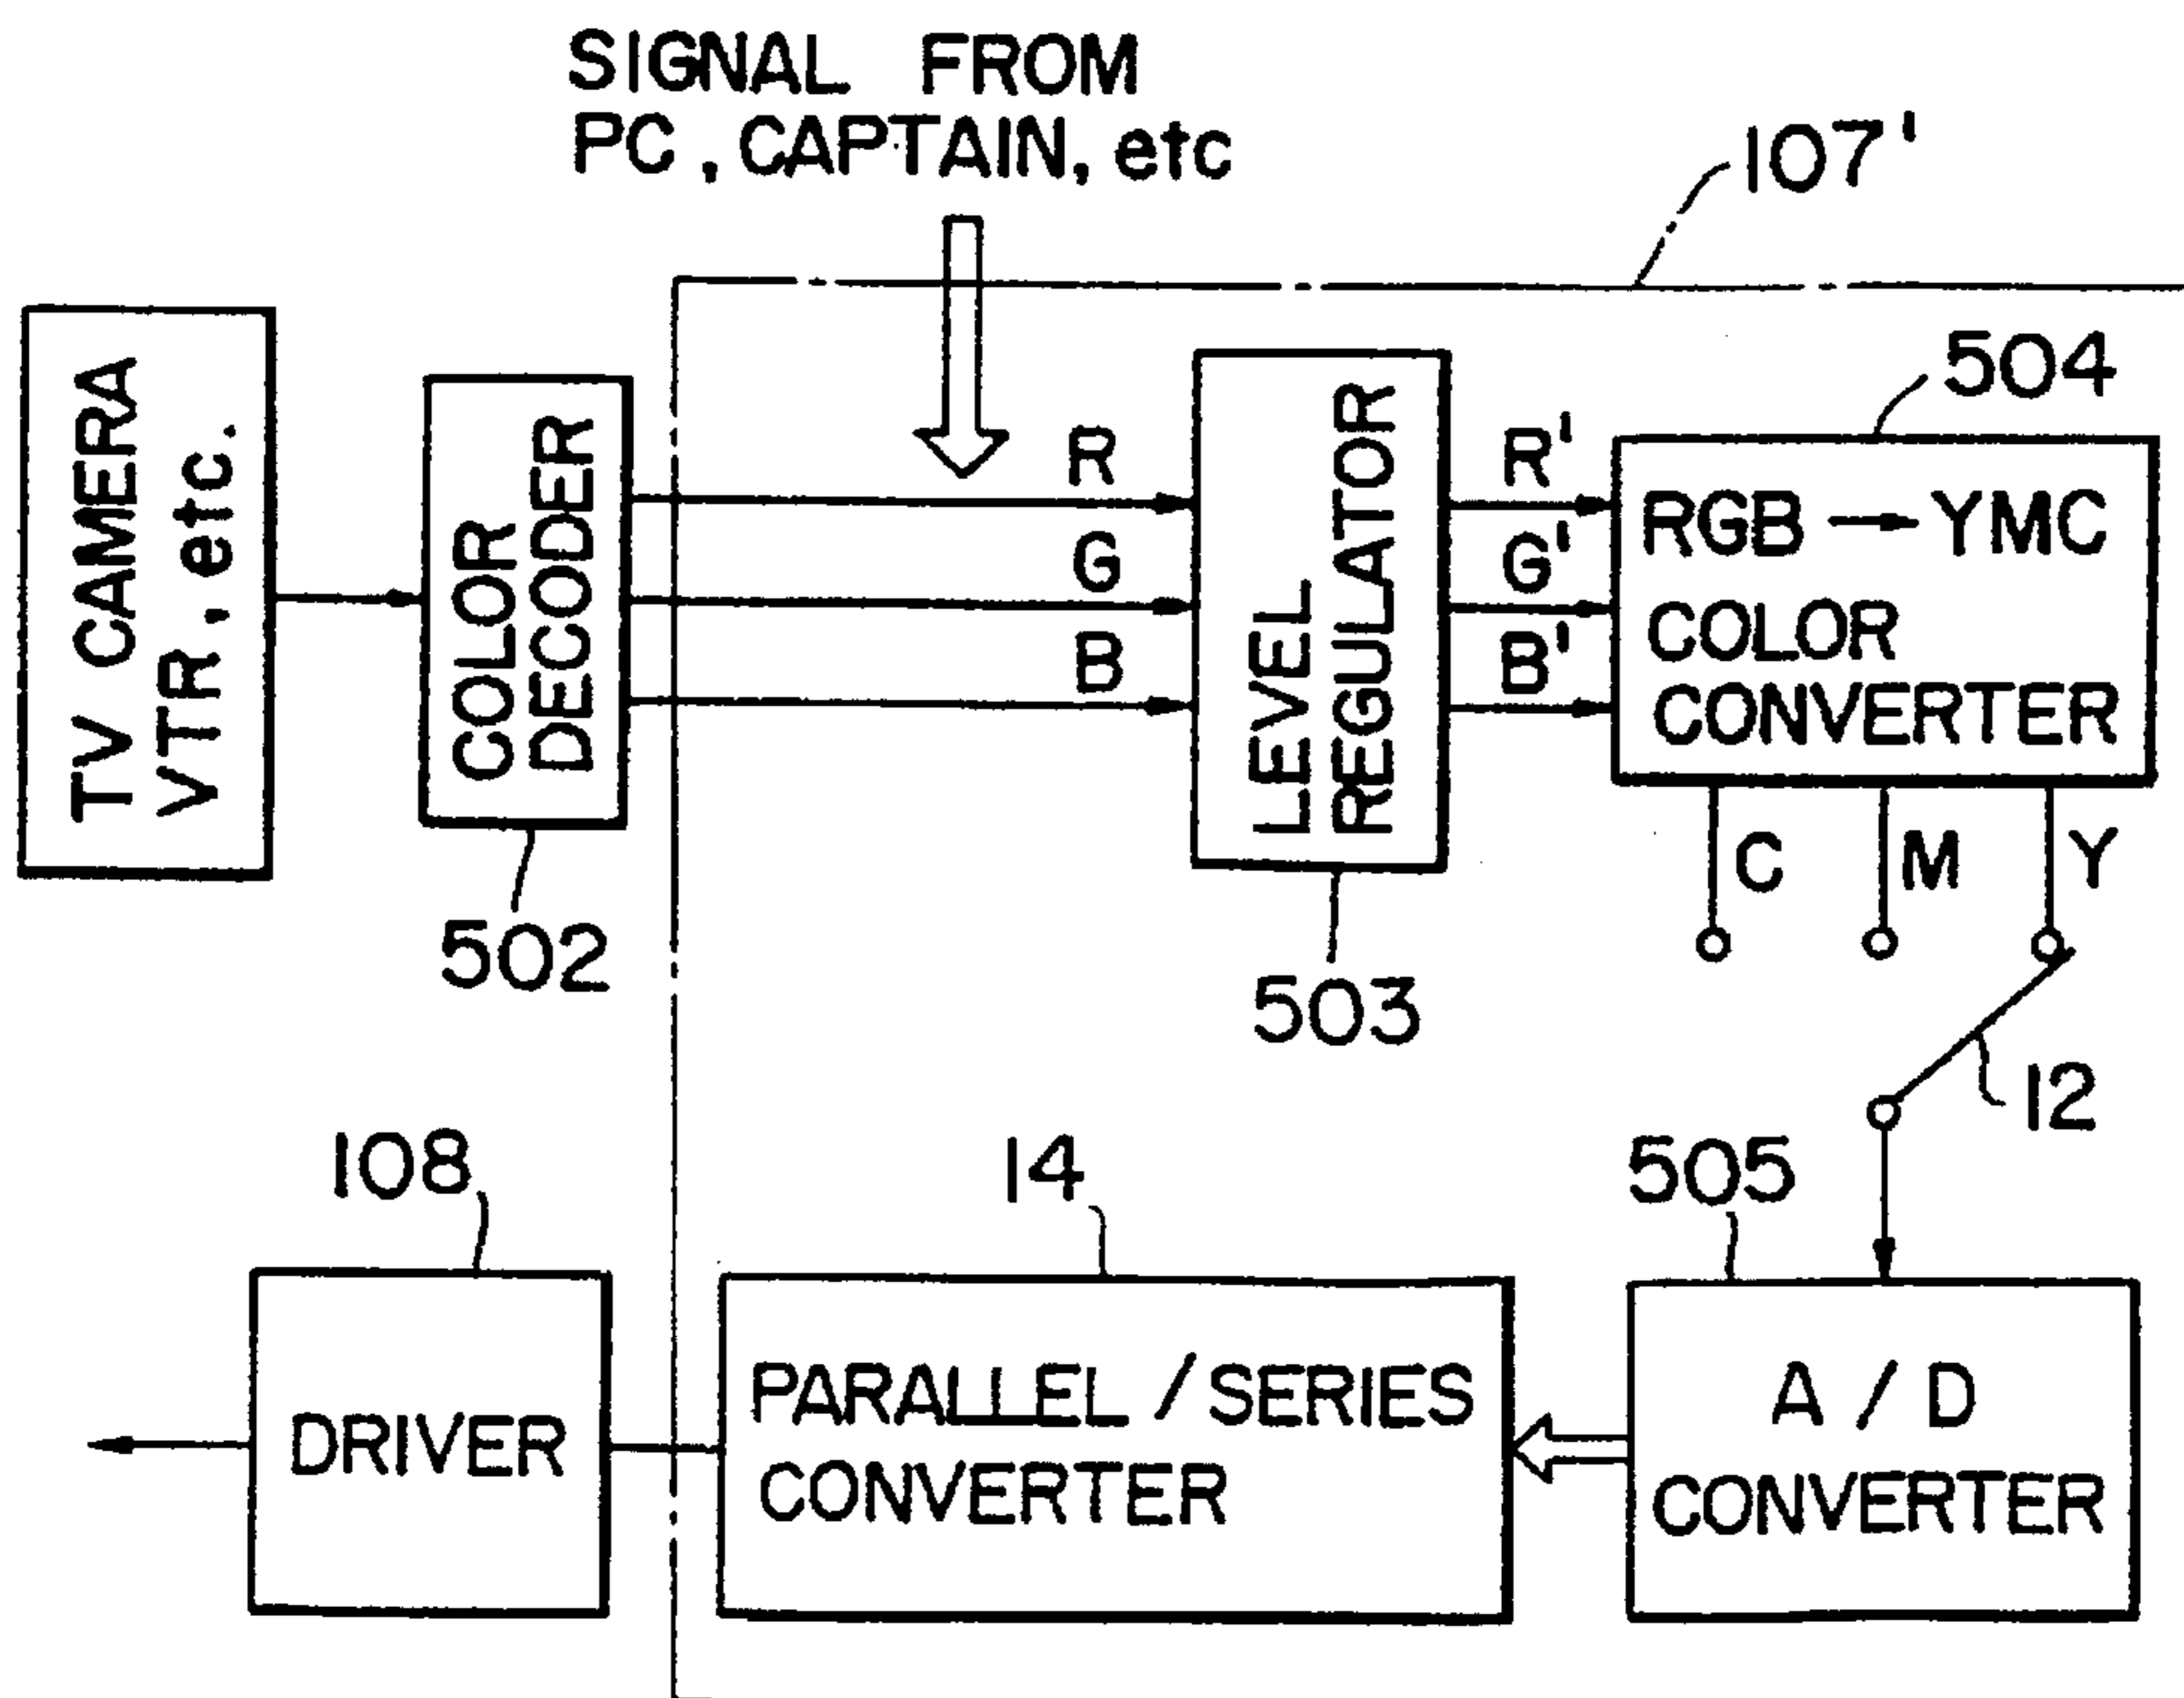 SIGNAL FROM
PC, CAPTAIN, etc
107'
504
TV CAMERA
VTR, etc.
COLOR
DECODER
R
G
B
LEVEL
REGULATOR
R'
G'
B'
RGB → YMC
COLOR
CONVERTER
C
M
Y
502
503
12
108
14
505
DRIVER
PARALLEL / SERIES
CONVERTER
A / D
CONVERTER